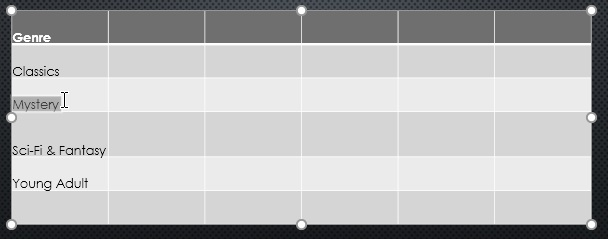 Genre
Classics
Mystery
Sci-Fi & Fantasy
Young Adult